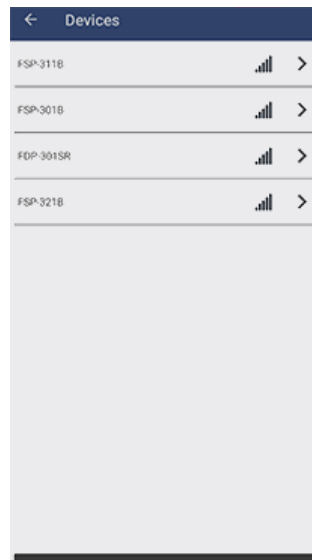 Devices
FSP-311B
FSP-301B
FDP-301SR
FSP-321B